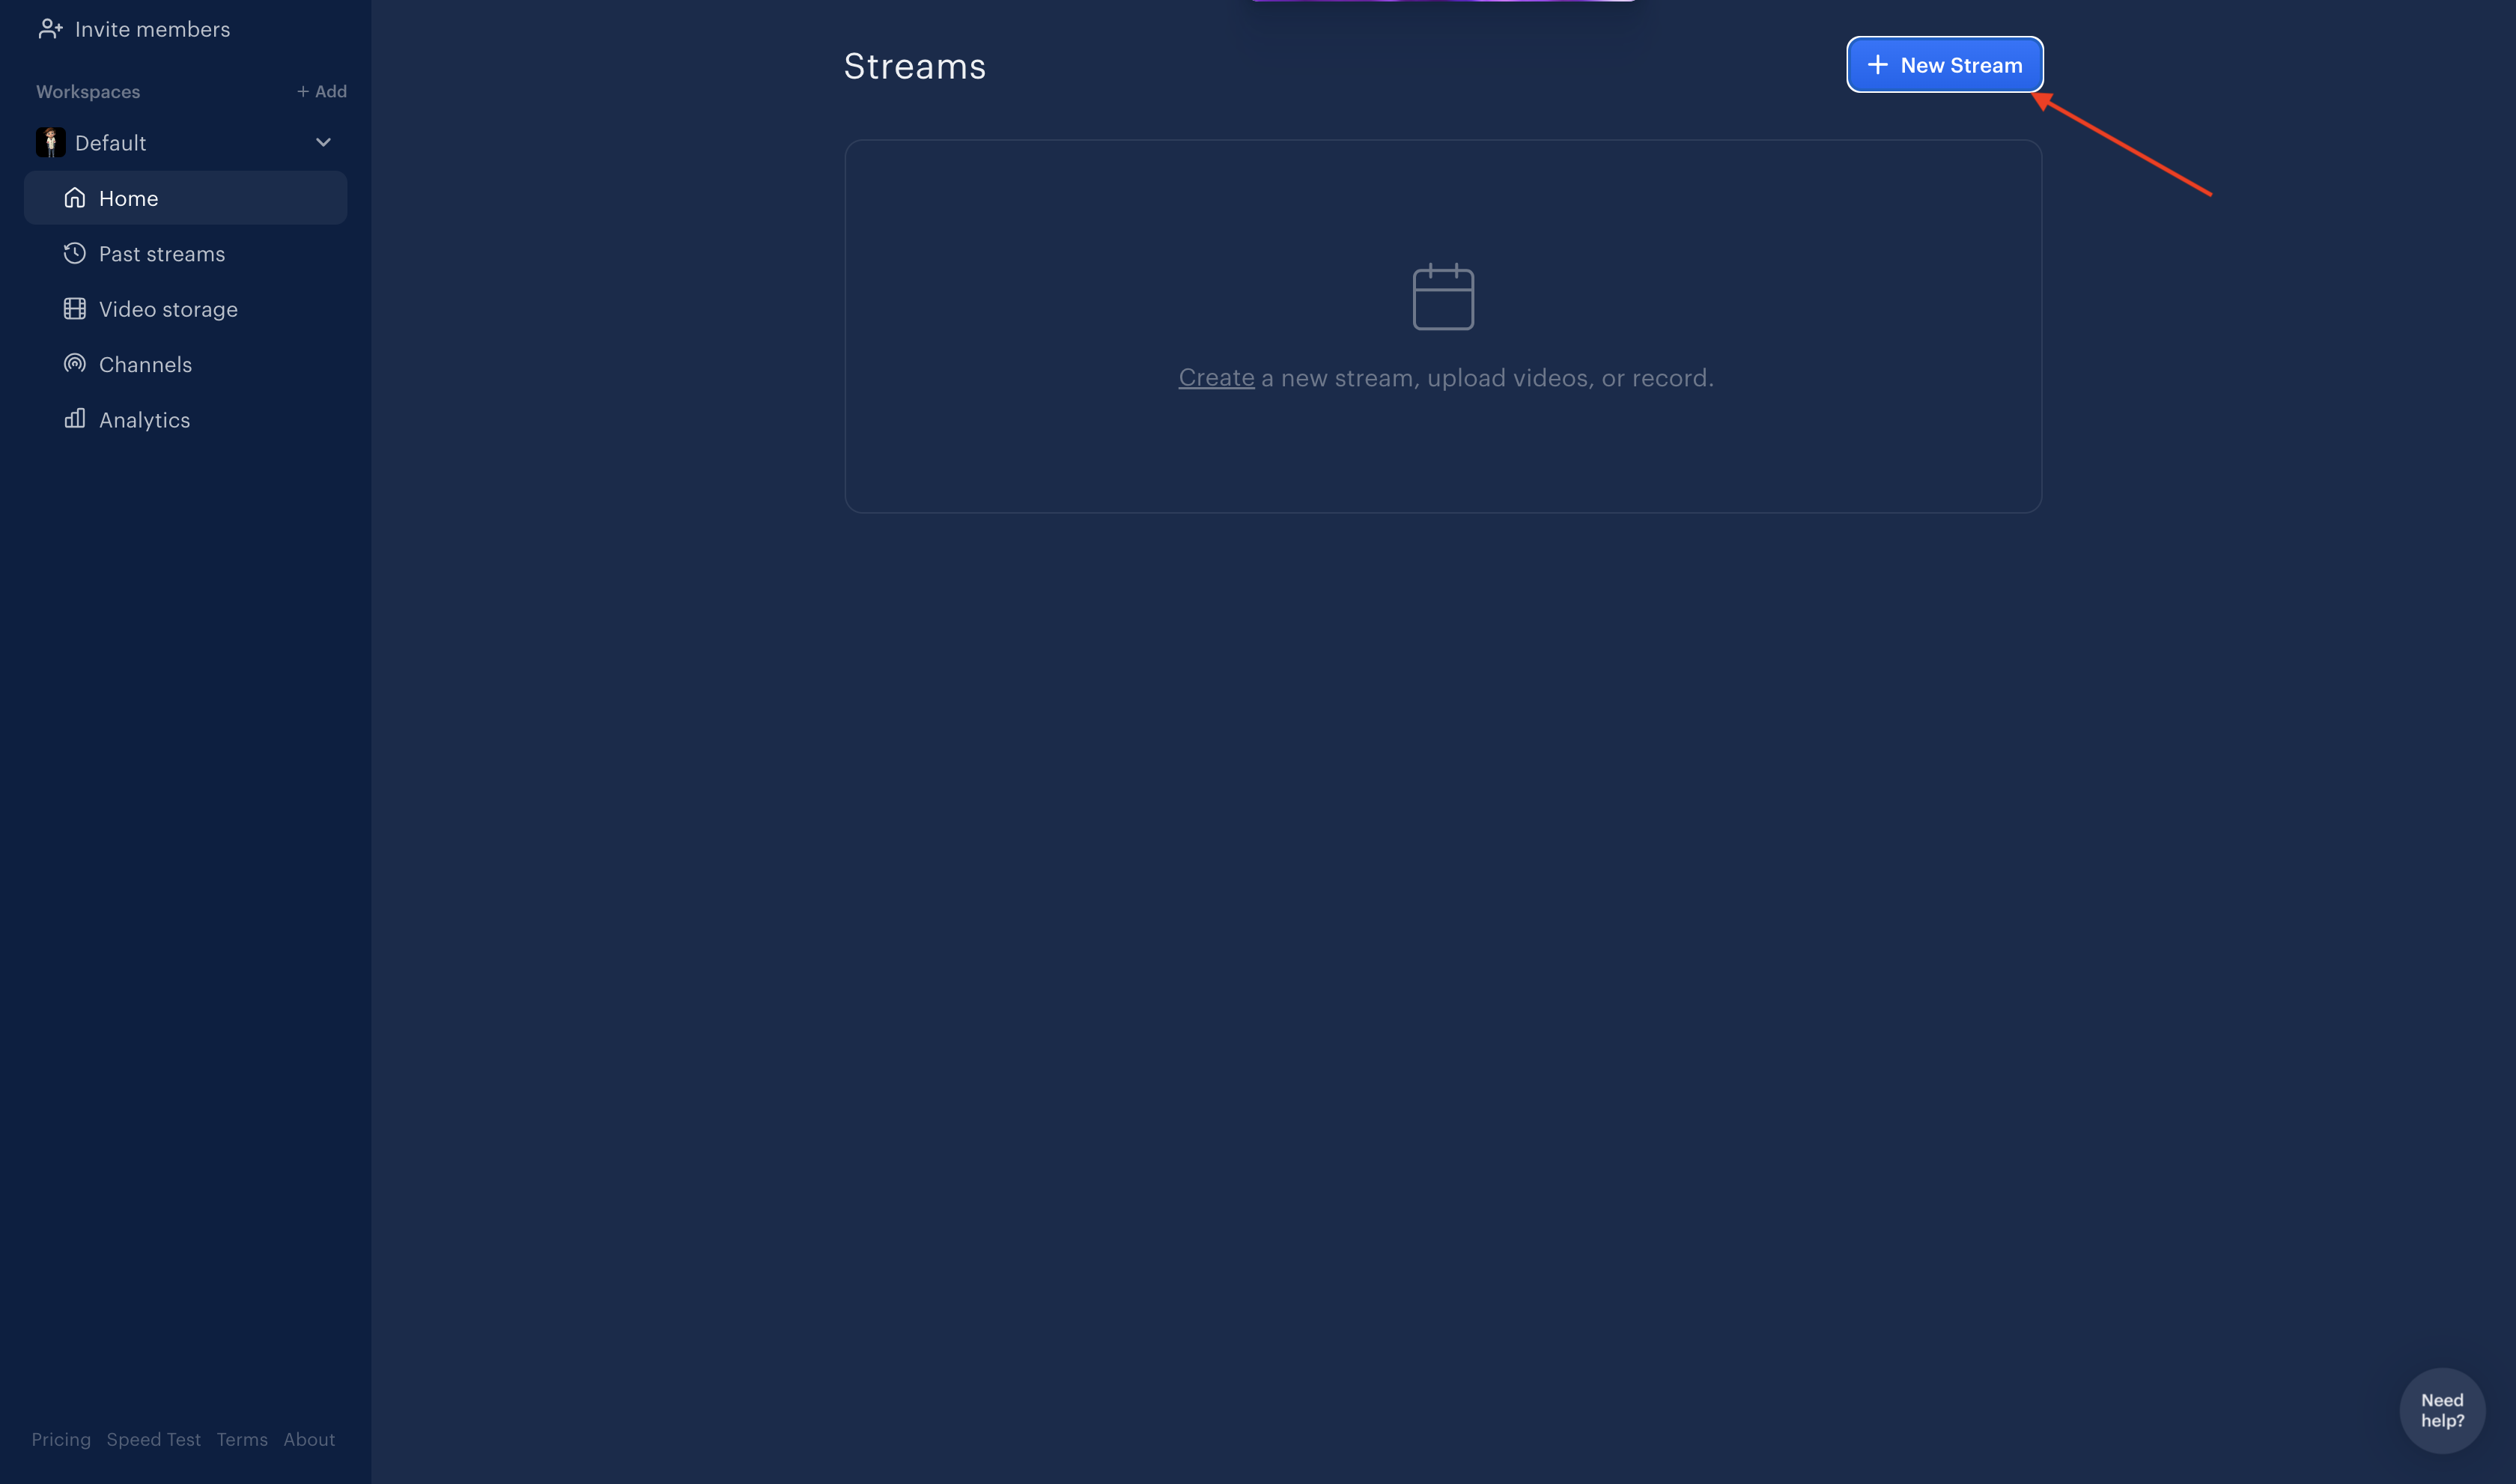 Invite members
Workspaces + Add
Default
Home
Past streams
Video storage
Channels
Analytics
Streams
+ New Stream
Create a new stream, upload videos, or record.
Pricing Speed Test Terms About
Need
help?